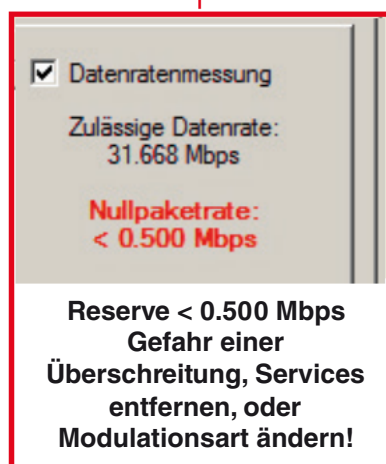 Datenratenmessung
Zulässige Datenrate:
31.668 Mbps
Nullpaketrate:
< 0.500 Mbps
Reserve < 0.500 Mbps
Gefahr einer
Überschreitung, Services
entfernen, oder
Modulationsart ändern!